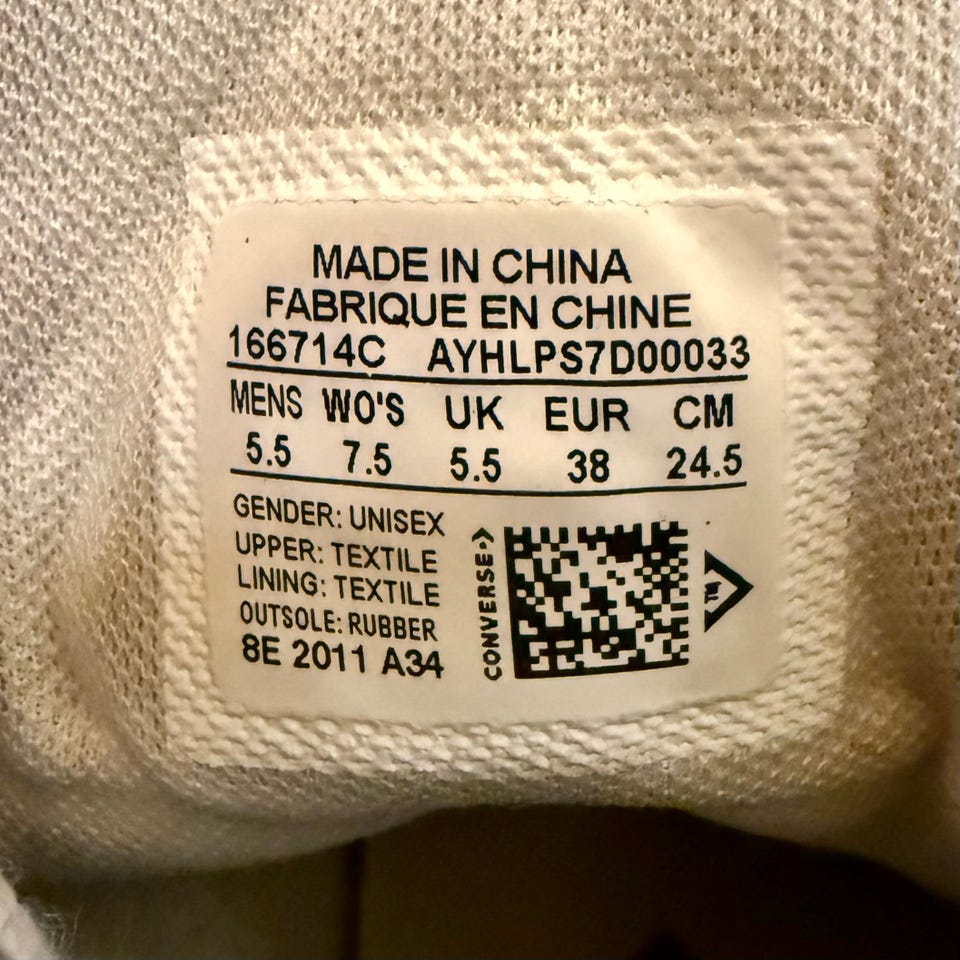 MADE IN CHINA
FABRIQUE EN CHINE
166714C AYHLPS7D00033
MENS WO'S UK EUR CM
5.5 7.5 5.5 38 24.5
GENDER: UNISEX
UPPER: TEXTILE
LINING: TEXTILE
OUTSOLE: RUBBER
8E 2011 A34
CONVERSE
TM